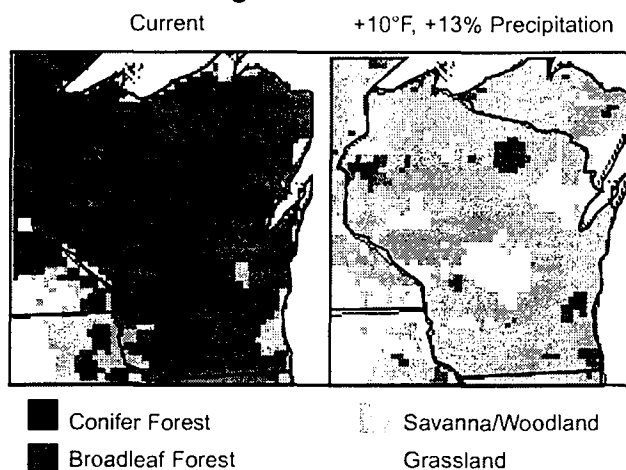 Current
+10°F, +13% Precipitation
Conifer Forest
Savanna/Woodland
Broadleaf Forest
Grassland